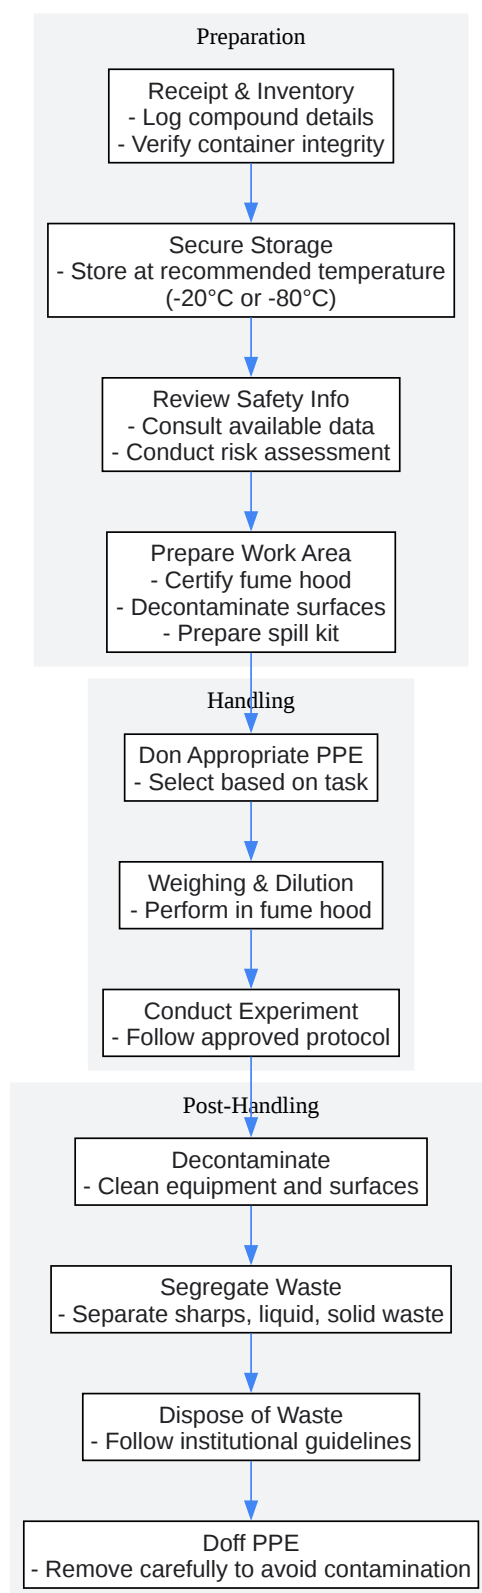 Preparation
Receipt & Inventory
- Log compound details
- Verify container integrity
Secure Storage
- Store at recommended temperature
(-20°C or -80°C)
Review Safety Info
- Consult available data
- Conduct risk assessment
Prepare Work Area
- Certify fume hood
- Decontaminate surfaces
- Prepare spill kit
Handling
Don Appropriate PPE
- Select based on task
Weighing & Dilution
- Perform in fume hood
Conduct Experiment
- Follow approved protocol
Post-Handling
Decontaminate
- Clean equipment and surfaces
Segregate Waste
- Separate sharps, liquid, solid waste
Dispose of Waste
- Follow institutional guidelines
Doff PPE
- Remove carefully to avoid contamination